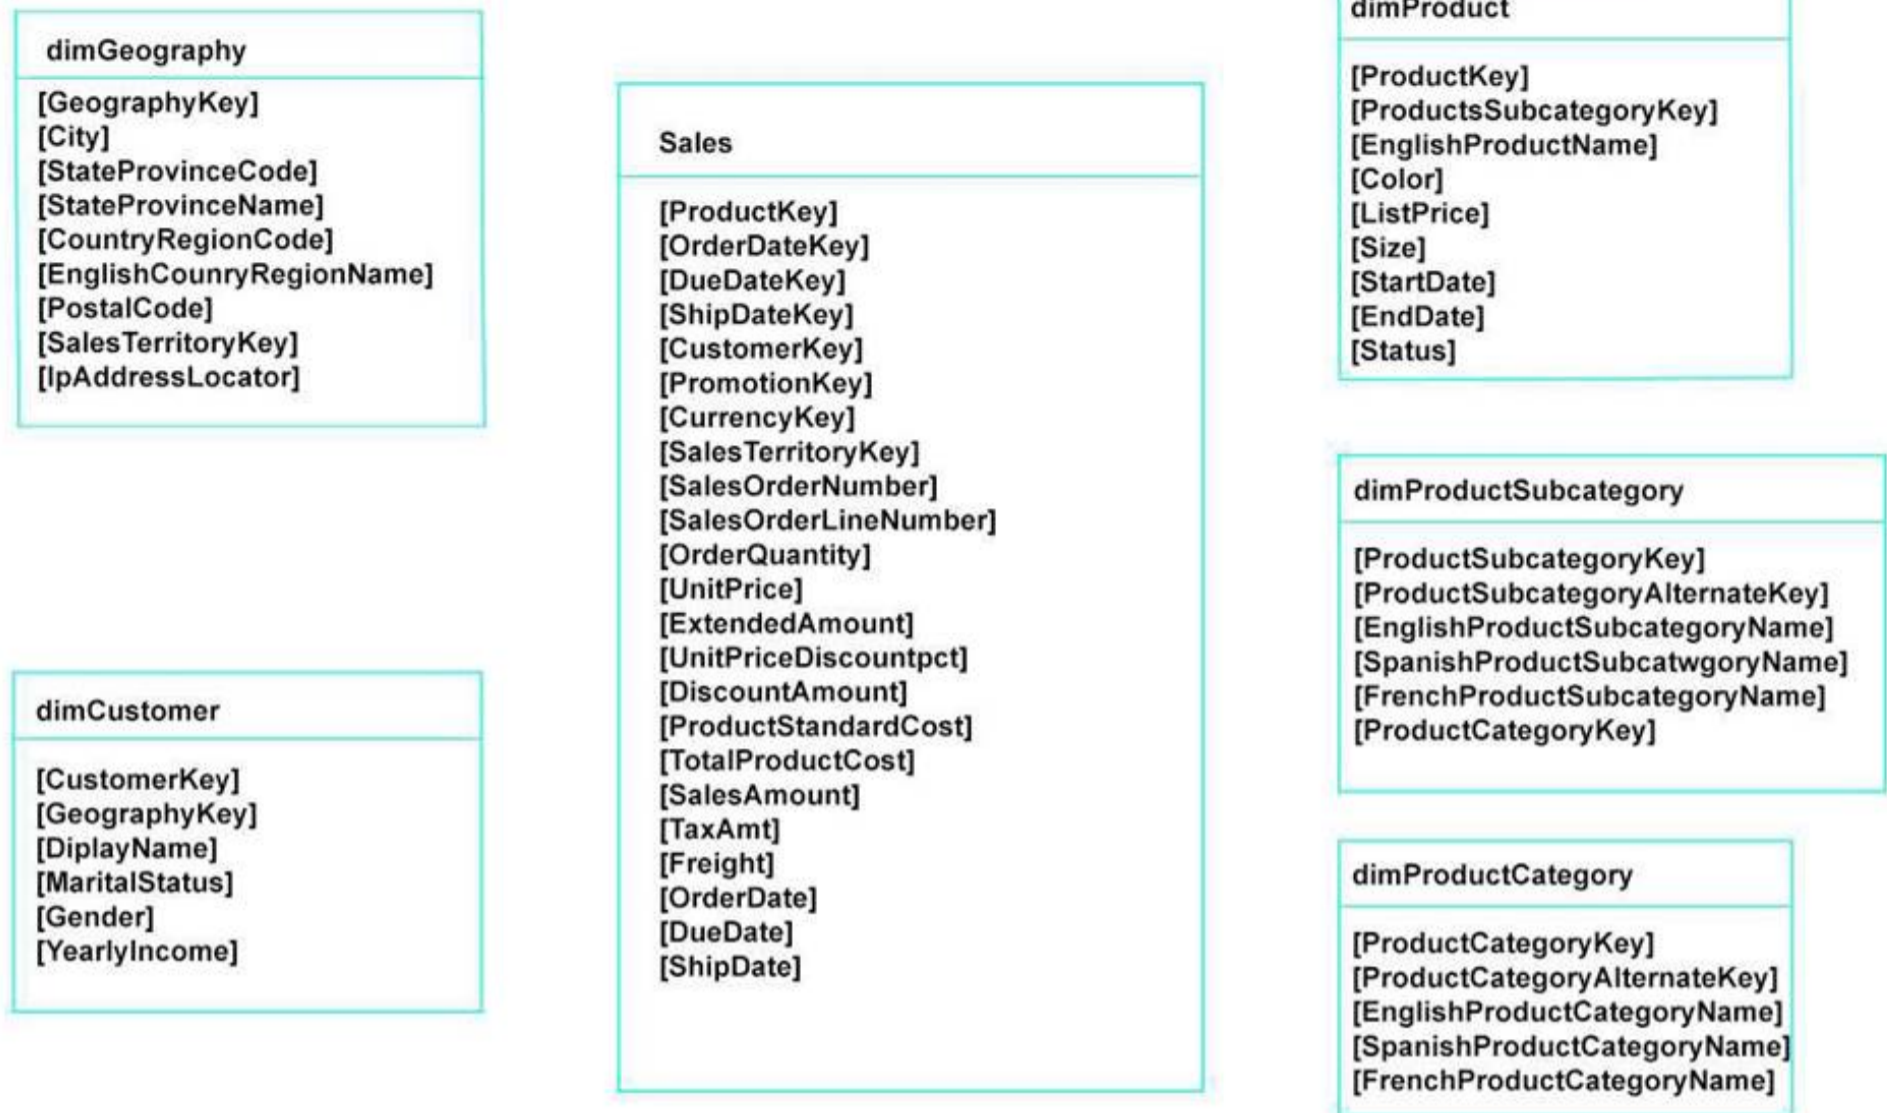 dimGeography
[GeographyKey]
[City]
[StateProvinceCode]
[StateProvinceName]
[CountryRegionCode]
[EnglishCounryRegionName]
[PostalCode]
[SalesTerritoryKey]
[IpAddressLocator]
dimCustomer
[CustomerKey]
[GeographyKey]
[DiplayName]
[MaritalStatus]
[Gender]
[YearlyIncome]
Sales
[ProductKey]
[OrderDateKey]
[DueDateKey]
[ShipDateKey]
[CustomerKey]
[PromotionKey]
[CurrencyKey]
[SalesTerritoryKey]
[SalesOrderNumber]
[SalesOrderLineNumber]
[OrderQuantity]
[UnitPrice]
[ExtendedAmount]
[UnitPriceDiscountpct]
[DiscountAmount]
[ProductStandardCost]
[TotalProductCost]
[SalesAmount]
[TaxAmt]
[Freight]
[OrderDate]
[DueDate]
[ShipDate]
dimProduct
[ProductKey]
[ProductsSubcategoryKey]
[EnglishProductName]
[Color]
[ListPrice]
[Size]
[StartDate]
[EndDate]
[Status]
dimProductSubcategory
[ProductSubcategoryKey]
[ProductSubcategoryAlternateKey]
[EnglishProductSubcategoryName]
[SpanishProductSubcatwgoryName]
[FrenchProductSubcategoryName]
[ProductCategoryKey]
dimProductCategory
[ProductCategoryKey]
[ProductCategoryAlternateKey]
[EnglishProductCategoryName]
[SpanishProductCategoryName]
[FrenchProductCategoryName]